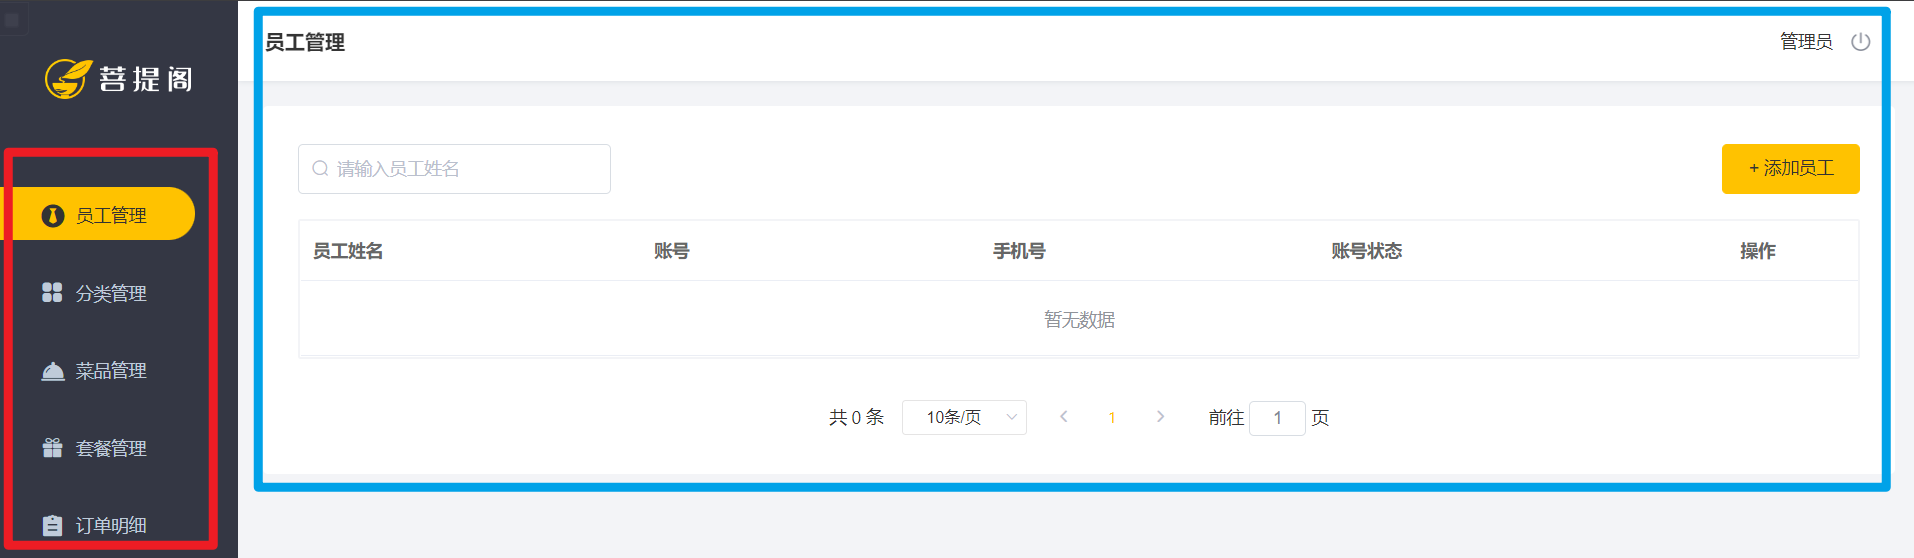 菩提阁
员工管理
分类管理
菜品管理
套餐管理
订单明细
员工管理
管理员
请输入员工姓名
+ 添加员工
员工姓名 账号 手机号 账号状态 操作
暂无数据
共 0 条 10条/页 1 前往 1 页